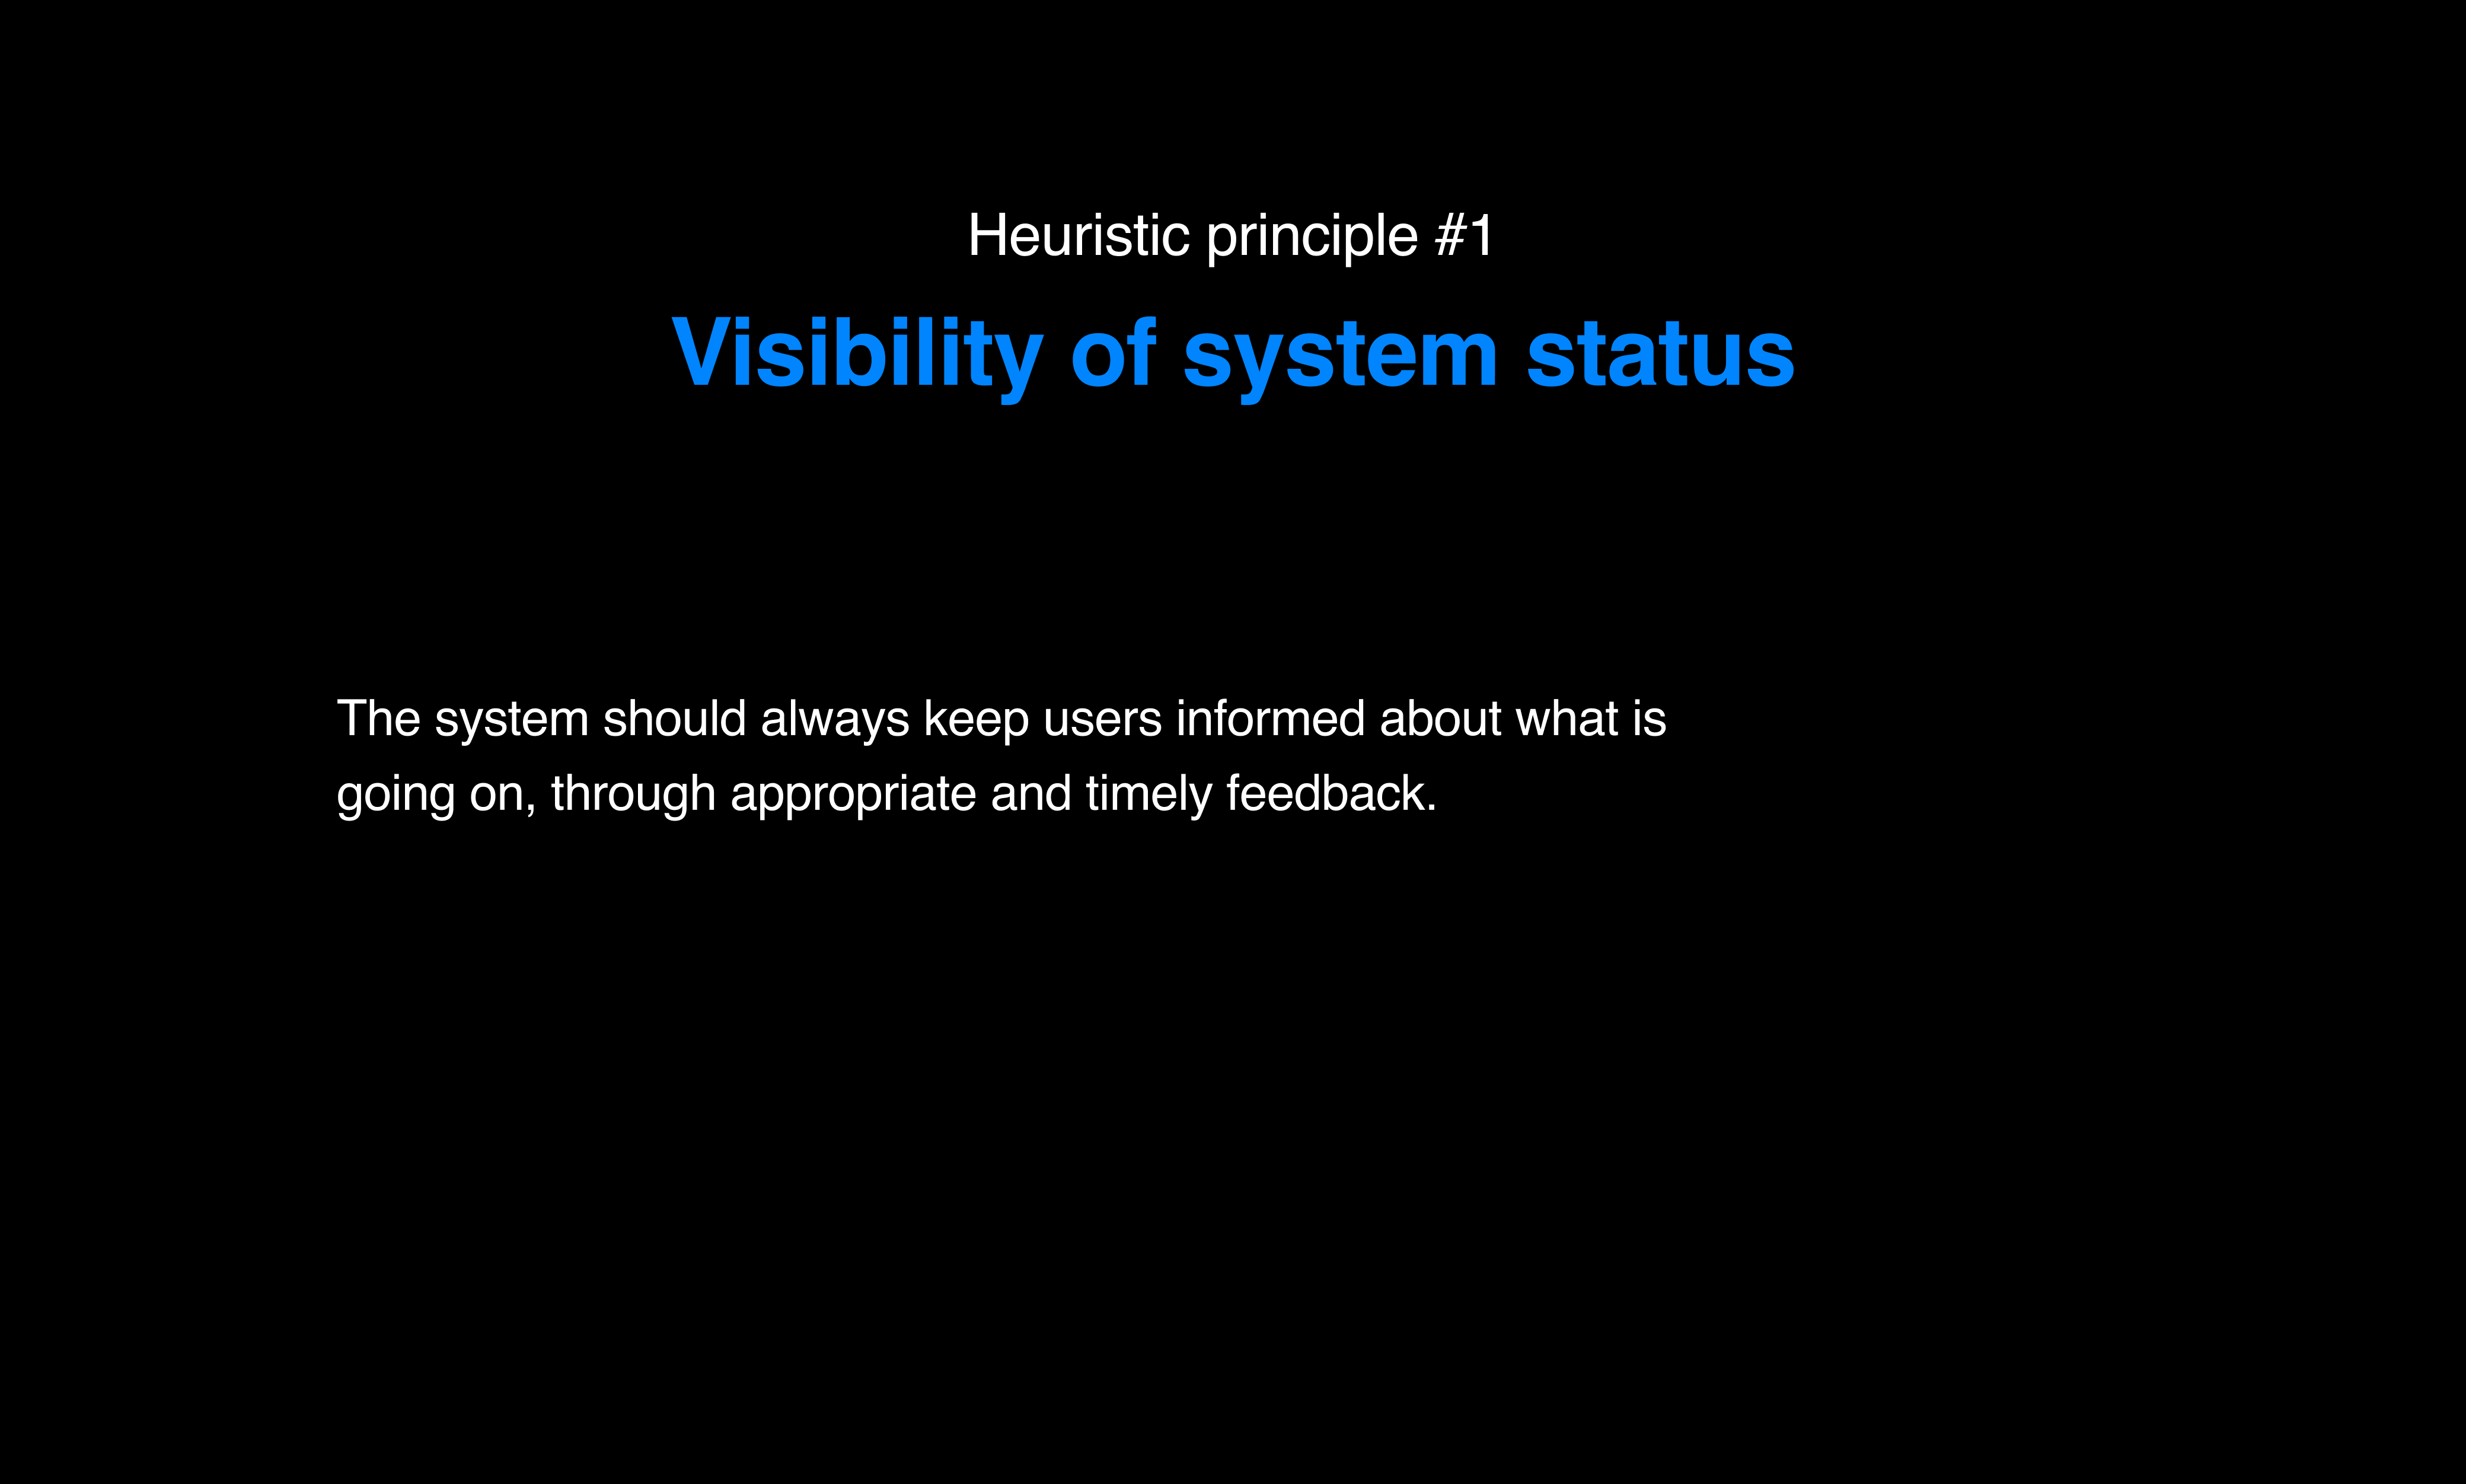 Heuristic principle #1
Visibility of system status
The system should always keep users informed about what is
going on, through appropriate and timely feedback.